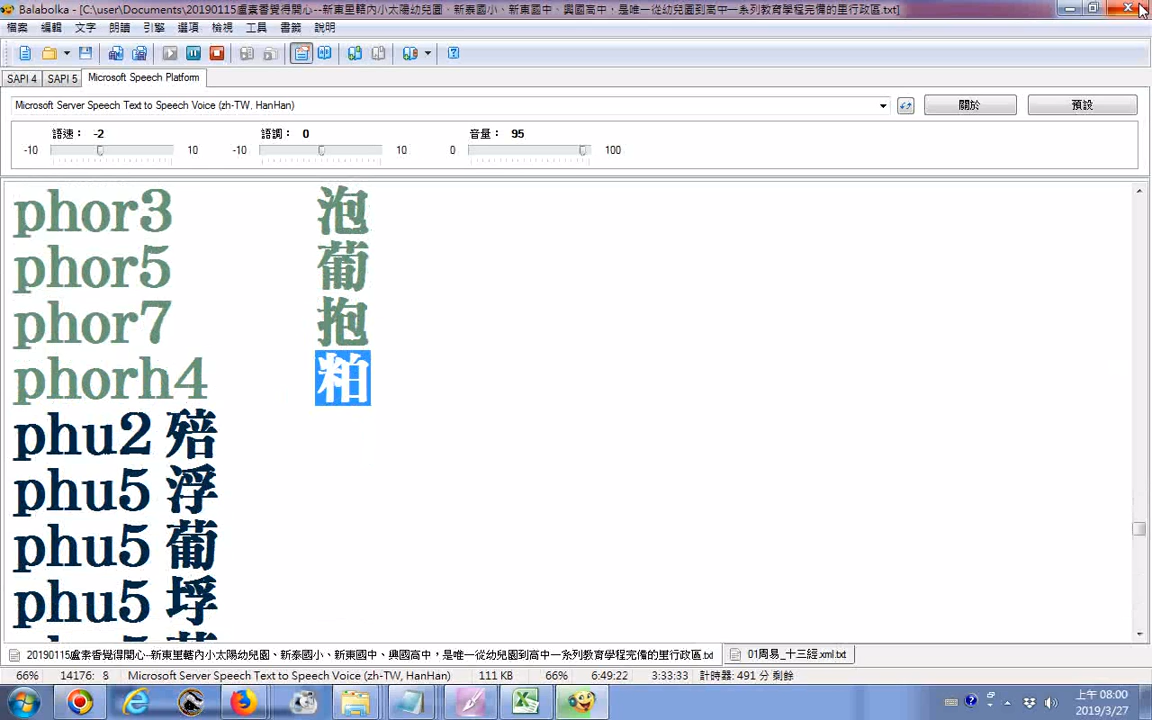 Balabolka - [C:\user\Documents\20190115盧素香覺得開心--新東里轄內小太陽幼兒園、新泰國小、新東國中、興國高中，是唯一從幼兒園到高中一系列教育學程完備的里行政區.txt]
檔案 編輯 文字 朗讀 引擎 選項 檢視 工具 書籤 說明
SAPI 4 SAPI 5 Microsoft Speech Platform
Microsoft Server Speech Text to Speech Voice (zh-TW, HanHan) 關於 預設
語速： -2 語調： 0 音量： 95
-10 10 -10 10 0 100
phor3 泡
phor5 葡
phor7 抱
phorh4 粕
phu2 殕
phu5 浮
phu5 葡
phu5 垺
20190115盧素香覺得開心--新東里轄內小太陽幼兒園、新泰國小、新東國中、興國高中，是唯一從幼兒園到高中一系列教育學程完備的里行政區.txt 01周易_十三經.xml.txt
66% 14176: 8 Microsoft Server Speech Text to Speech Voice (zh-TW, HanHan) 111 KB 66% 6:49:22 3:33:33 計時器: 491 分 剩餘
上午 08:00
2019/3/27